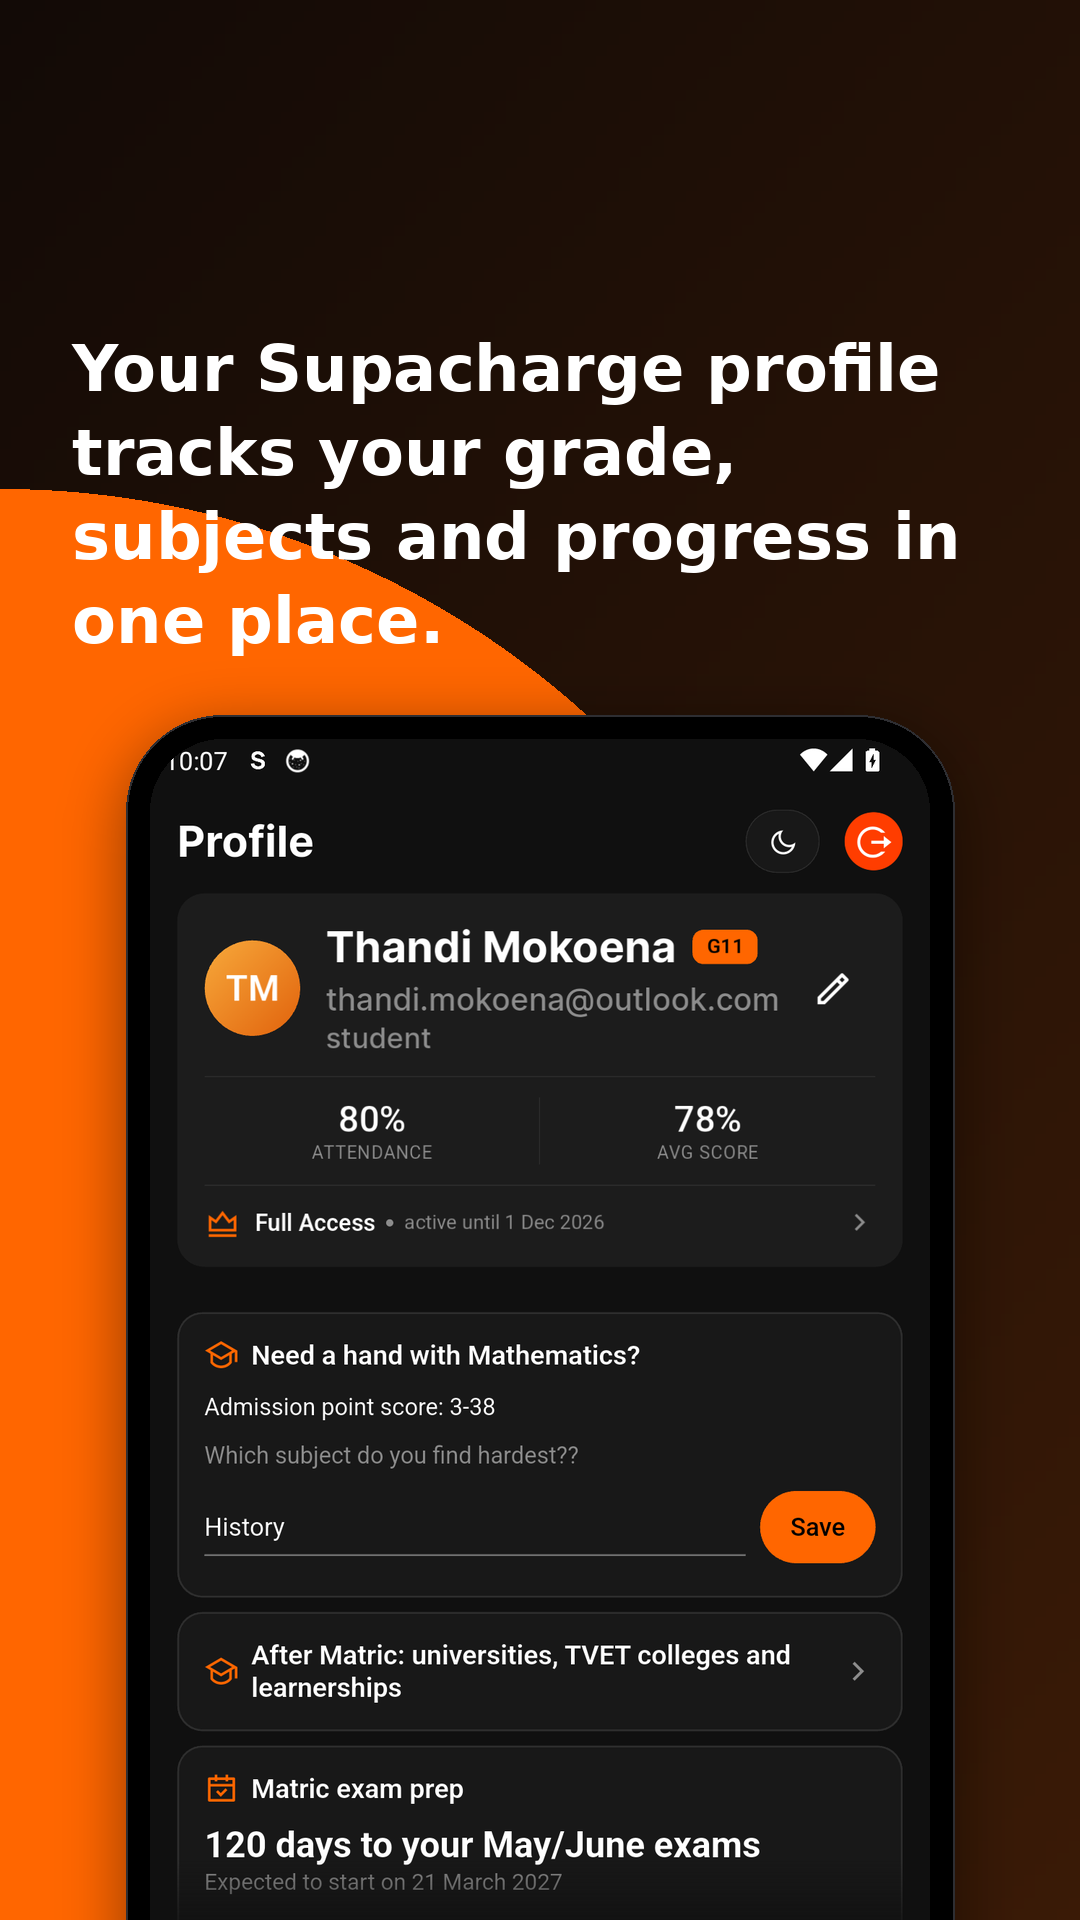 Your Supacharge profile
tracks your grade,
subjects and progress in
one place.
10:07 S
Profile
TM
Thandi Mokoena G11
thandi.mokoena@outlook.com
student
80%
ATTENDANCE
78%
AVG SCORE
Full Access • active until 1 Dec 2026
Need a hand with Mathematics?
Admission point score: 3-38
Which subject do you find hardest??
History
Save
After Matric: universities, TVET colleges and
learnerships
Matric exam prep
120 days to your May/June exams
Expected to start on 21 March 2027